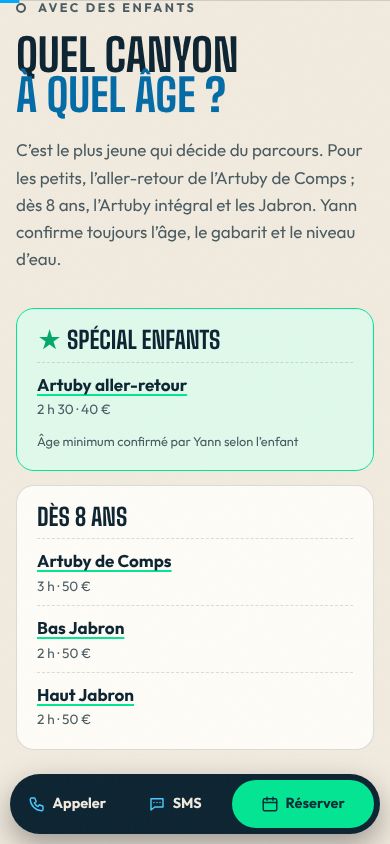 AVEC DES ENFANTS
QUEL CANYON
À QUEL ÂGE ?
C’est le plus jeune qui décide du parcours. Pour
les petits, l’aller-retour de l’Artuby de Comps ;
dès 8 ans, l’Artuby intégral et les Jabron. Yann
confirme toujours l’âge, le gabarit et le niveau
d’eau.
★ SPÉCIAL ENFANTS
Artuby aller-retour
2 h 30 · 40 €
Âge minimum confirmé par Yann selon l’enfant
DÈS 8 ANS
Artuby de Comps
3 h · 50 €
Bas Jabron
2 h · 50 €
Haut Jabron
2 h · 50 €
Appeler SMS Réserver